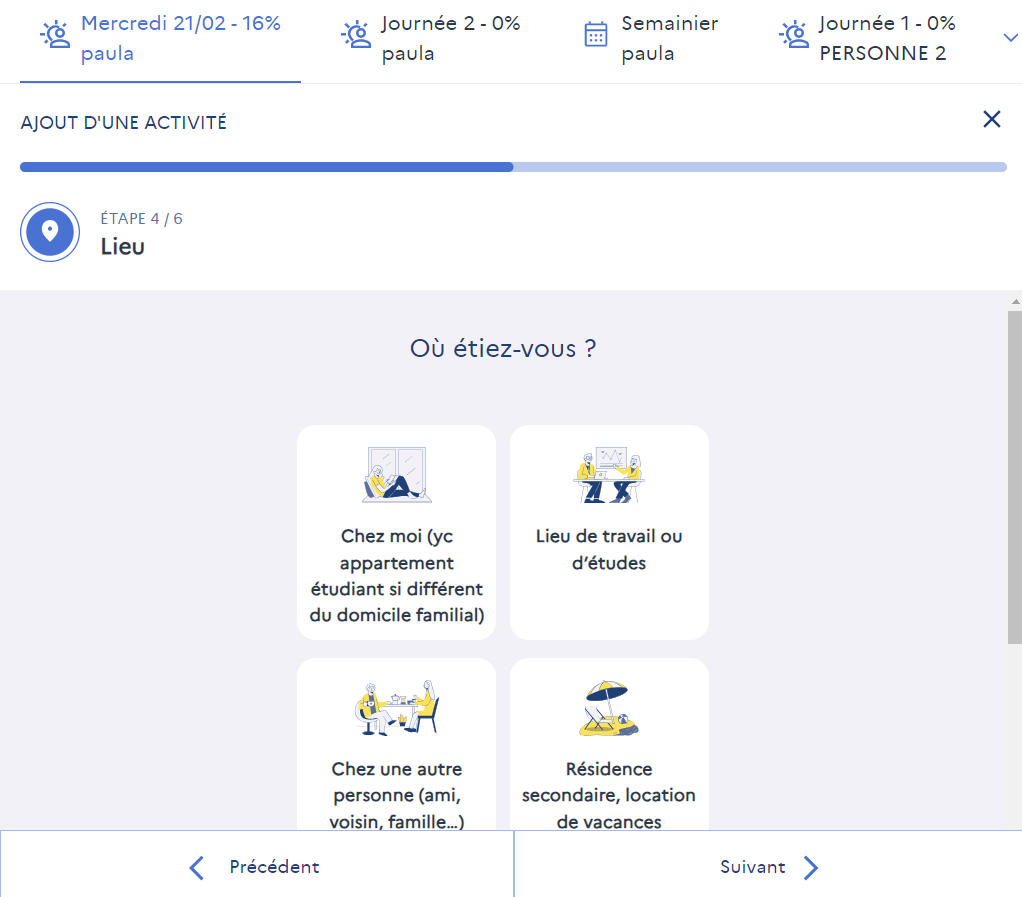 Mercredi 21/02 - 16%
paula
Journée 2 - 0%
paula
Semainier
paula
Journée 1 - 0%
PERSONNE 2
AJOUT D'UNE ACTIVITÉ
ÉTAPE 4 / 6
Lieu
Où étiez-vous ?
Chez moi (yc
appartement
étudiant si différent
du domicile familial)
Lieu de travail ou
d’études
Chez une autre
personne (ami,
voisin, famille…)
Résidence
secondaire, location
de vacances
Précédent
Suivant